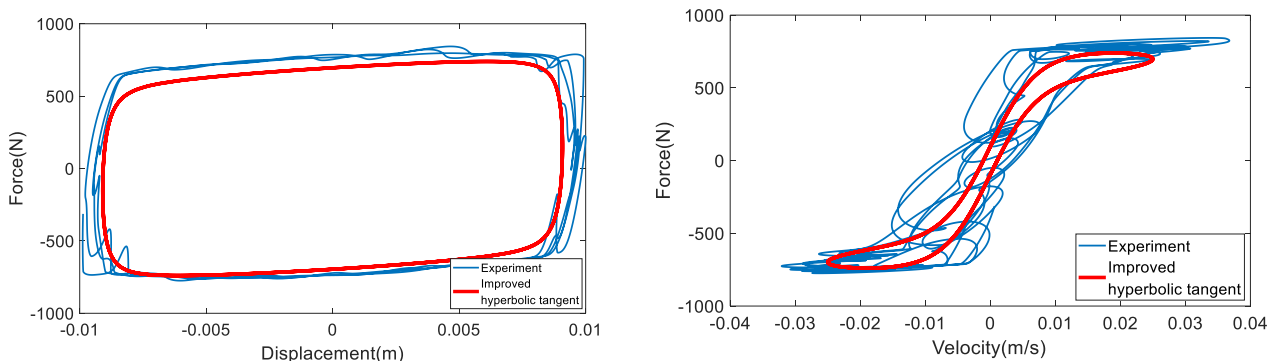 1000
500
0
-500
-1000
Force(N)
-0.01
-0.005
0
0.005
0.01
Displacement(m)
Experiment
Improved
hyperbolic tangent
1000
500
0
-500
-1000
Force(N)
-0.04
-0.03
-0.02
-0.01
0
0.01
0.02
0.03
0.04
Velocity(m/s)
Experiment
Improved
hyperbolic tangent